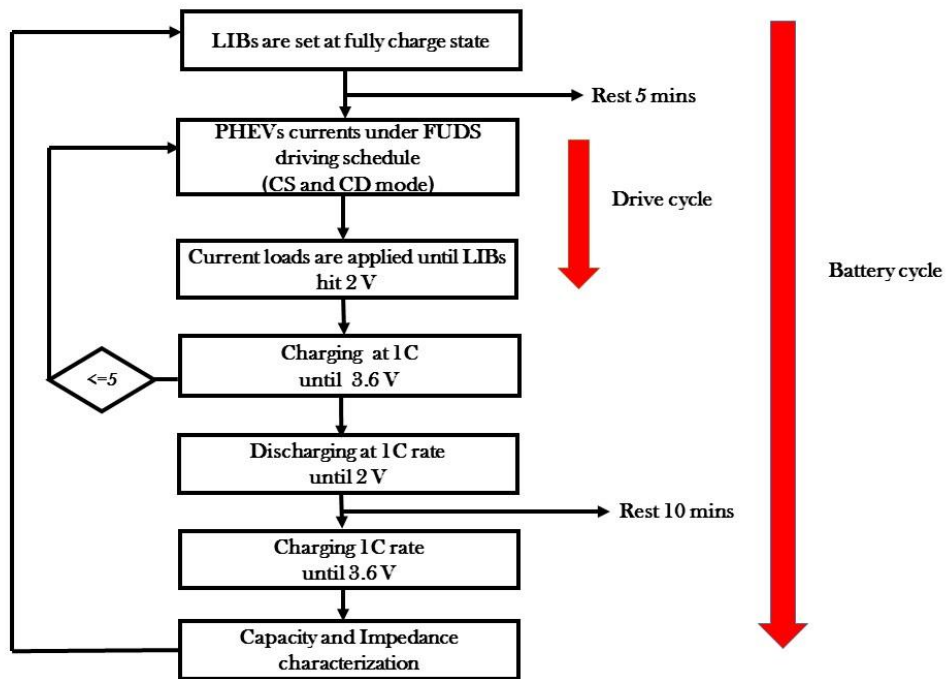 LIBs are set at fully charge state
Rest 5 mins
PHEVs currents under FUDS
driving schedule
(CS and CD mode)
Drive cycle
Current loads are applied until LIBs
hit 2 V
Battery cycle
Charging at 1C
until 3.6 V
<=5
Discharging at 1C rate
until 2 V
Rest 10 mins
Charging 1C rate
until 3.6 V
Capacity and Impedance
characterization